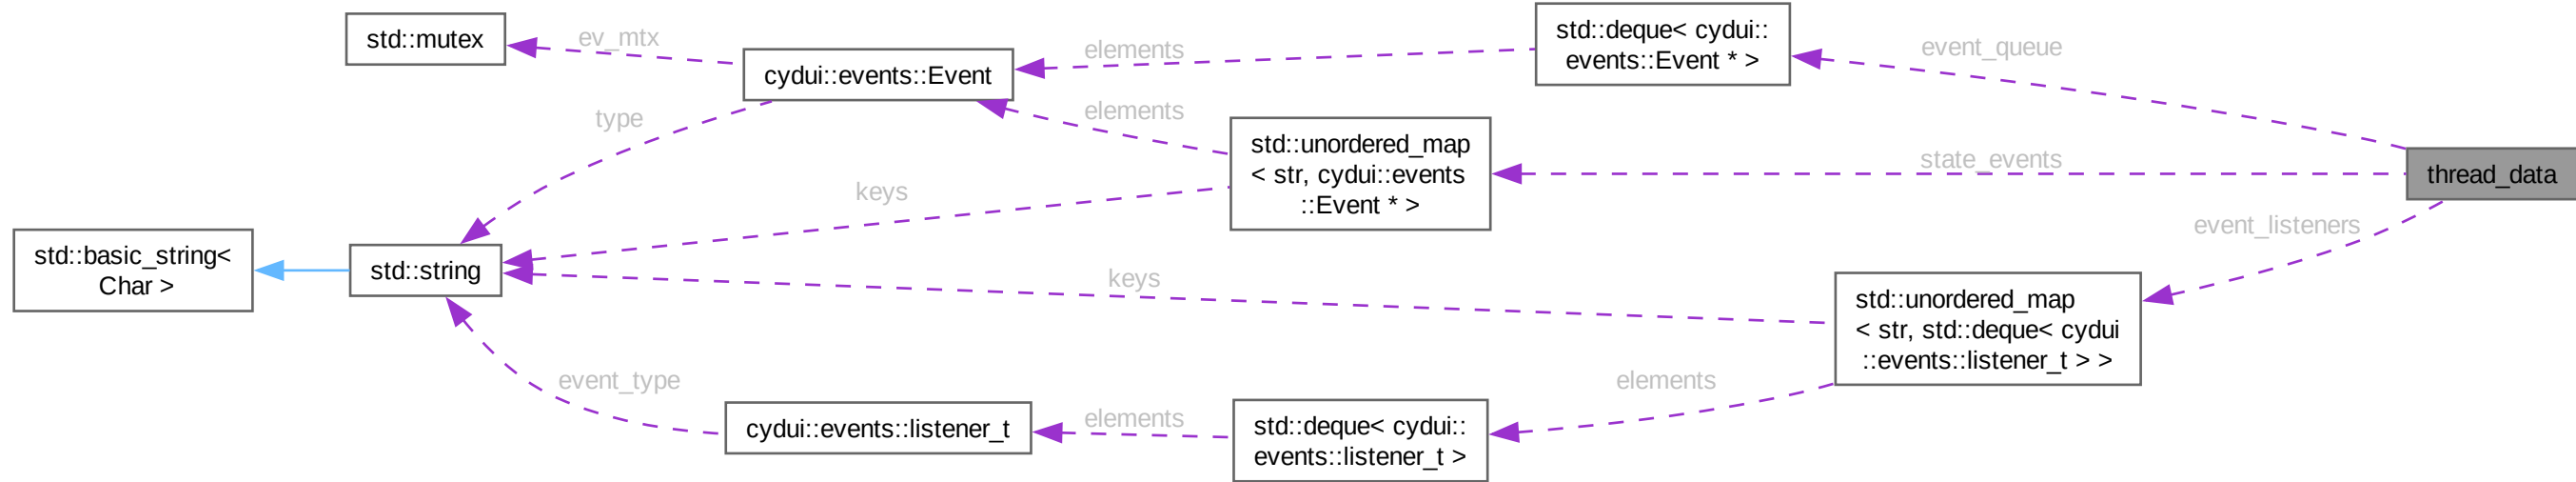 std::mutex
ev_mtx
cydui::events::Event
elements
std::deque< cydui::
events::Event * >
event_queue
type
elements
std::unordered_map
< str, cydui::events
::Event * >
state_events
thread_data
keys
event_listeners
std::basic_string<
Char >
std::string
keys
std::unordered_map
< str, std::deque< cydui
::events::listener_t > >
event_type
cydui::events::listener_t
elements
std::deque< cydui::
events::listener_t >
elements